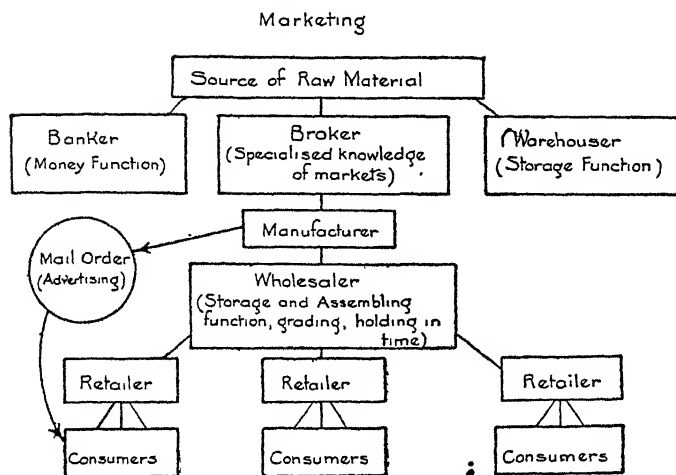 Marketing
Source of Raw Material
Banker
(Money Function)
Broker
(Specialised knowledge
of markets)
Warehouser
(Storage Function)
Manufacturer
Mail Order
(Advertising)
Wholesaler
(Storage and Assembling
function, grading, holding in
time)
Retailer
Retailer
Retailer
Consumers
Consumers
Consumers